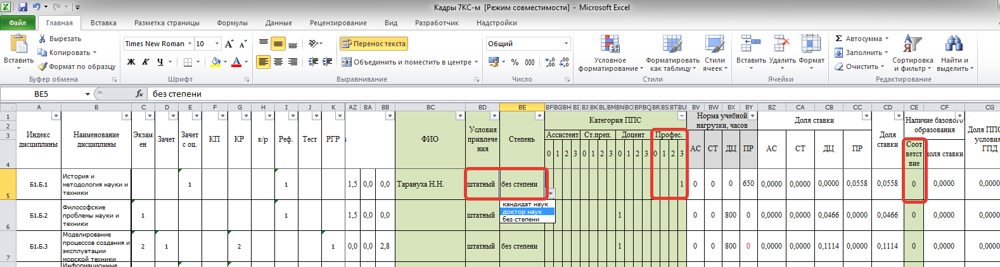 Кадры 7КС-м [Режим совместимости] - Microsoft Excel
Файл Главная Вставка Разметка страницы Формулы Данные Рецензирование Вид Разработчик Надстройки
Вставить
Вырезать
Копировать
Формат по образцу
Буфер обмена
Times New Roman 10
Ж К Ч
Шрифт
Перенос текста
Объединить и поместить в центре
Выравнивание
Общий
% 000
Число
Условное форматирование
Форматировать как таблицу
Стили ячеек
Стили
Вставить Удалить Формат
Ячейки
Автосумма
Заполнить
Очистить
Сортировка и фильтр
Найти и выделить
Редактирование
BE5 fx без степени
A B C D E F G H I J K AZ BA BB BC BD BE BF BG BH BI BJ BK BL BM BN BO BP BQ BR BS BT BU BV BW BX BY BZ CA CB CC CD CE CF CG
1 2 3 4
Индекс дисциплины
Наименование дисциплины
Экзам ен
Зачет
Зачет с оц.
КП КР к/р Реф. Тест РГР
ФИО
Условия привлече ния
Степень
Категория ППС
Ассистент Ст.преп. Доцент Профес.
0 1 2 3 0 1 2 3 0 1 2 3 0 1 2 3
Норма учебной нагрузки, часов
АС СТ ДЦ ПР
Доля ставки
АС СТ ДЦ ПР
Доля ставки
Наличие базового образования
Соот ветст вие
доля ставки
Доля ППС условия ГПД
5 Б1.Б.1 История и методология науки и техники 1 1 1,5 0,0 0,0 Тарануха Н.Н. штатный без степени 1 0 0 0 650 0,0000 0,0000 0,0000 0,0558 0,0558 0 0,0000 0,0000
кандидат наук
доктор наук
без степени
6 Б1.Б.2 Философские проблемы науки и техники 1 1 1,5 0,0 0,0 штатный 1 0 0 800 0 0,0000 0,0000 0,0466 0,0000 0,0466 0 0,0000 0,0000
7 Б1.Б.3 Моделирование процессов создания и эксплуатации морской техники 2 1 2 1 0,0 0,0 2,8 штатный без степени 1 0 0 800 0 0,0000 0,0000 0,1114 0,0000 0,1114 0 0,0000 0,0000
Информационные